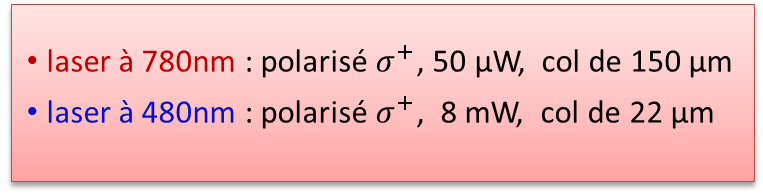 • laser à 780nm : polarisé σ⁺, 50 μW, col de 150 μm
• laser à 480nm : polarisé σ⁺, 8 mW, col de 22 μm